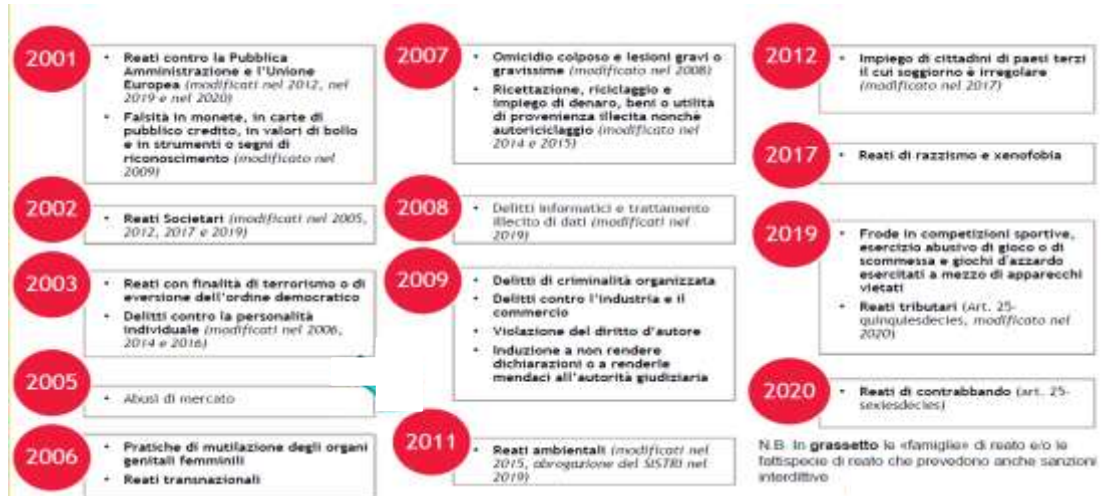 2001
• Reati contro la Pubblica
Amministrazione e l'Unione
Europea (modificati nel 2012, nel
2019 e nel 2020)
• Falsità in monete, in carte di
pubblico credito, in valori di bollo
e in strumenti o segni di
riconoscimento (modificato nel
2009)
2002
• Reati Societari (modificati nel 2005,
2012, 2017 e 2019)
2003
• Reati con finalità di terrorismo o di
eversione dell'ordine democratico
• Delitti contro la personalità
individuale (modificati nel 2006,
2014 e 2016)
2005
• Abusi di mercato
2006
• Pratiche di mutilazione degli organi
genitali femminili
• Reati transnazionali
2007
• Omicidio colposo e lesioni gravi o
gravissime (modificato nel 2008)
• Ricettazione, riciclaggio e
impiego di denaro, beni o utilità
di provenienza illecita nonchè
autoriciclaggio (modificato nel
2014 e 2015)
2008
• Delitti informatici e trattamento
illecito di dati (modificati nel
2019)
2009
• Delitti di criminalità organizzata
• Delitti contro l'industria e il
commercio
• Violazione del diritto d'autore
• Induzione a non rendere
dichiarazioni o a renderle
mendaci all'autorità giudiziaria
2011
• Reati ambientali (modificati nel
2015, abrogazione del SISTRI nel
2019)
2012
• Impiego di cittadini di paesi terzi
il cui soggiorno è irregolare
(modificato nel 2017)
2017
• Reati di razzismo e xenofobia
2019
• Frode in competizioni sportive,
esercizio abusivo di gioco o di
scommessa e giochi d'azzardo
esercitati a mezzo di apparecchi
vietati
• Reati tributari (Art. 25-
quinquiesdecies, modificato nel
2020)
2020
• Reati di contrabbando (art. 25-
sexiesdecies)
N.B. In grassetto le «famiglie» di reato e/o le
fattispecie di reato che prevedono anche sanzioni
interdittive